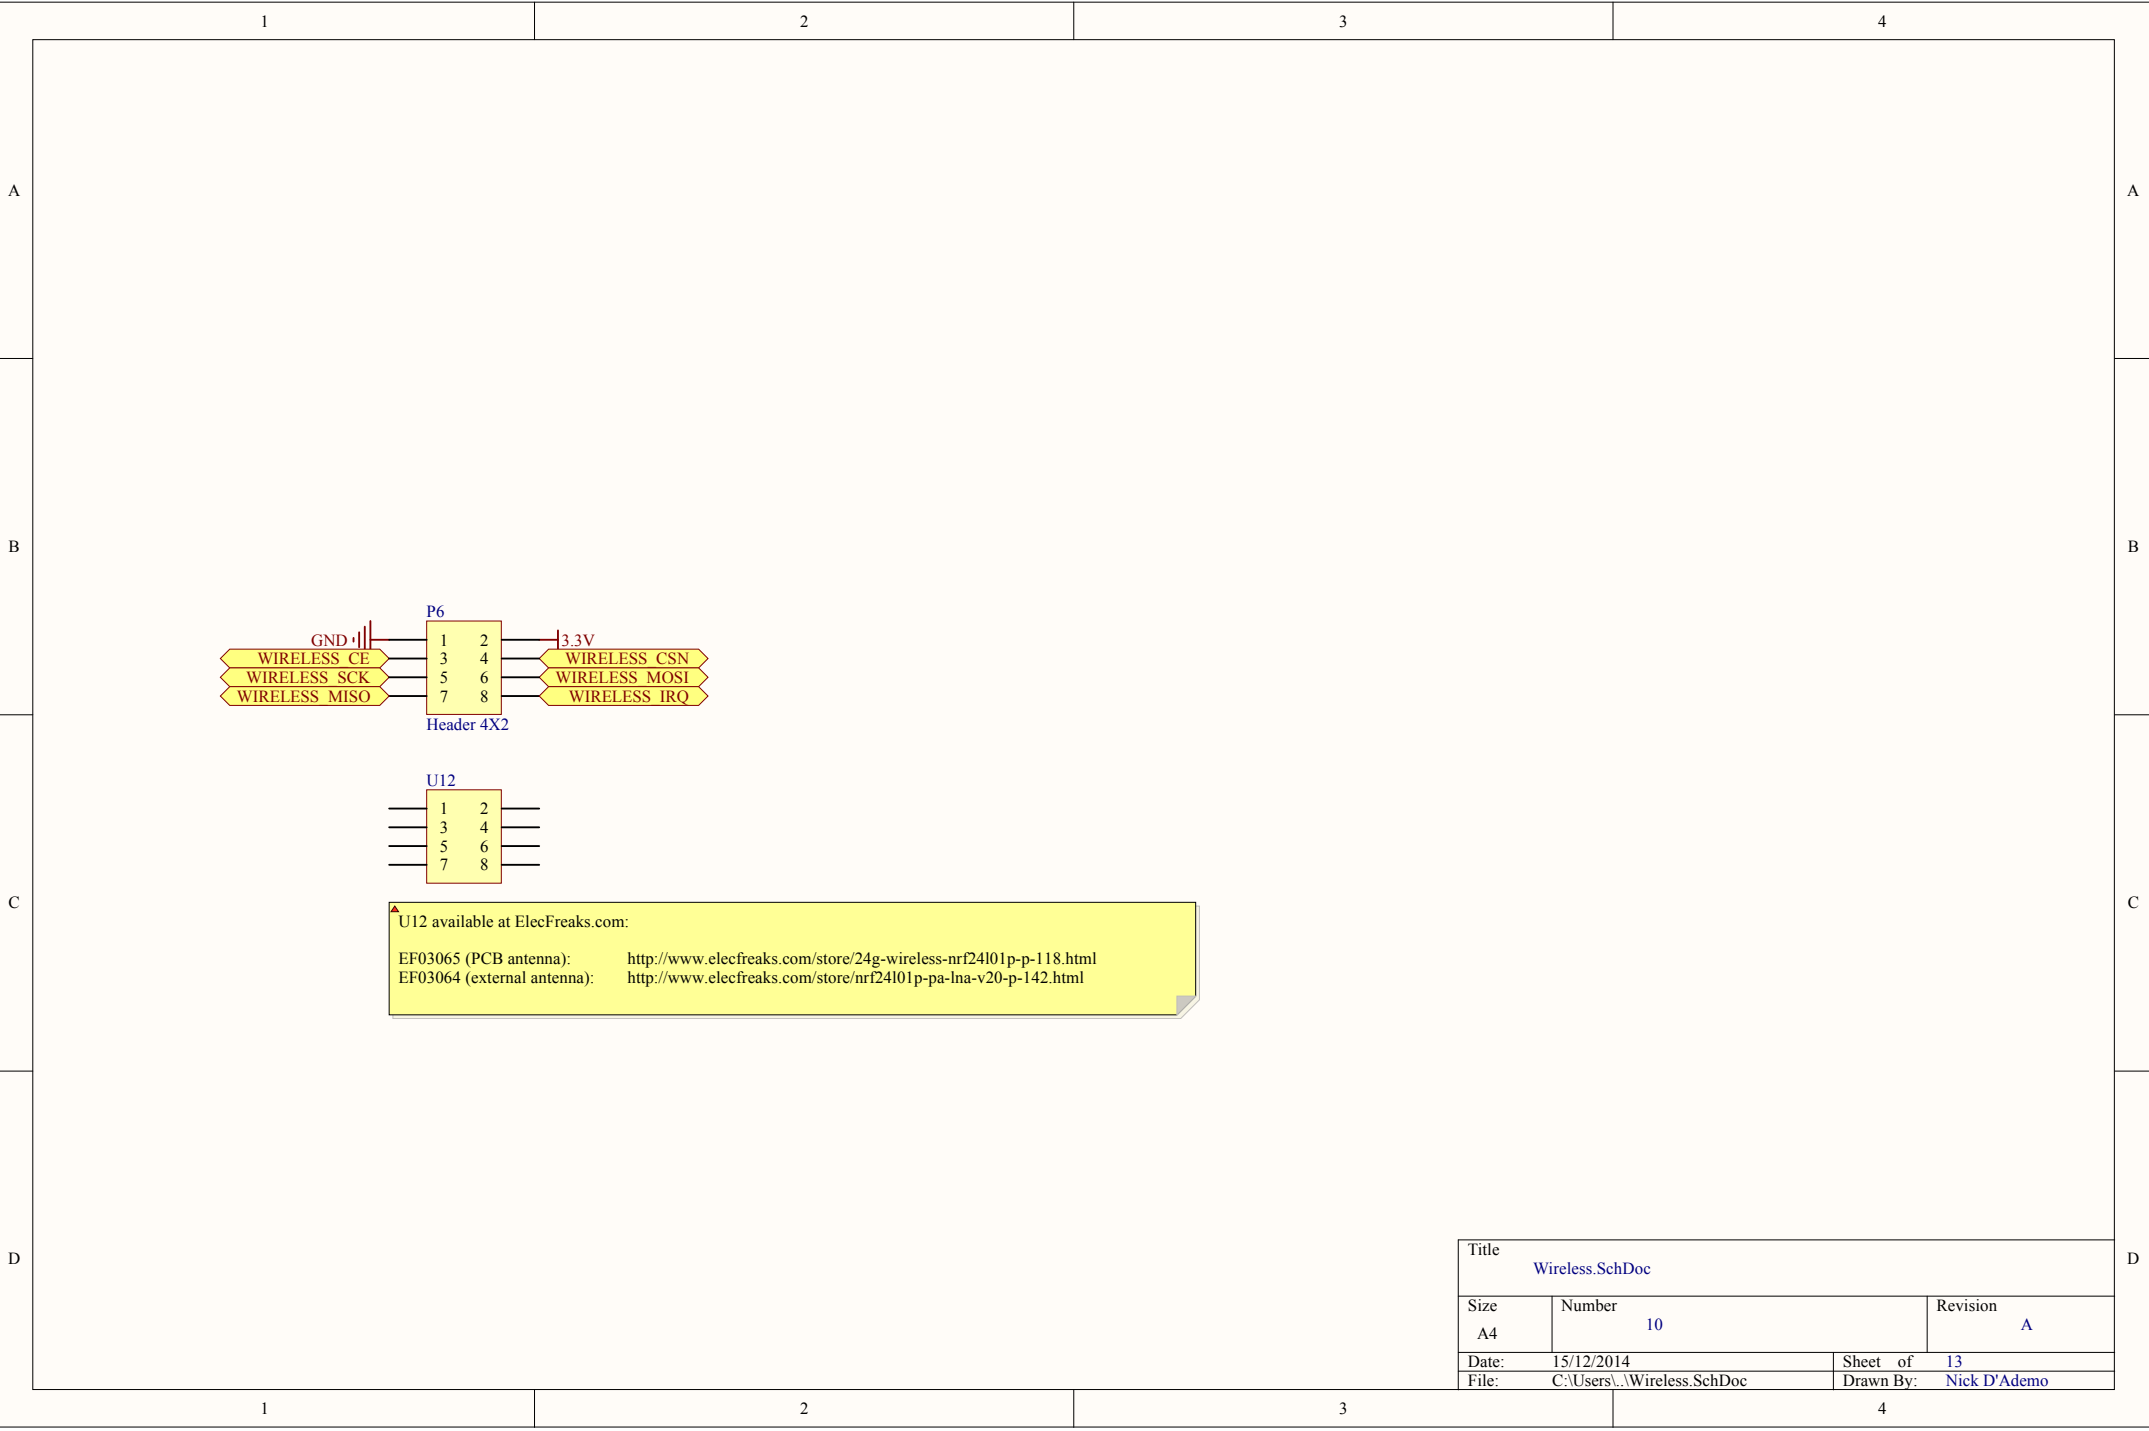 1 2 3 4
A A
B B
P6
GND 1 2 3.3V
WIRELESS_CE 3 4 WIRELESS_CSN
WIRELESS_SCK 5 6 WIRELESS_MOSI
WIRELESS_MISO 7 8 WIRELESS_IRQ
Header 4X2
U12
1 2
3 4
5 6
7 8
C C
U12 available at ElecFreaks.com:
EF03065 (PCB antenna): http://www.elecfreaks.com/store/24g-wireless-nrf24l01p-p-118.html
EF03064 (external antenna): http://www.elecfreaks.com/store/nrf24l01p-pa-lna-v20-p-142.html
D D
Title
Wireless.SchDoc
Size Number Revision
A4 10 A
Date: 15/12/2014 Sheet of 13
File: C:\Users\..\Wireless.SchDoc Drawn By: Nick D'Ademo
1 2 3 4